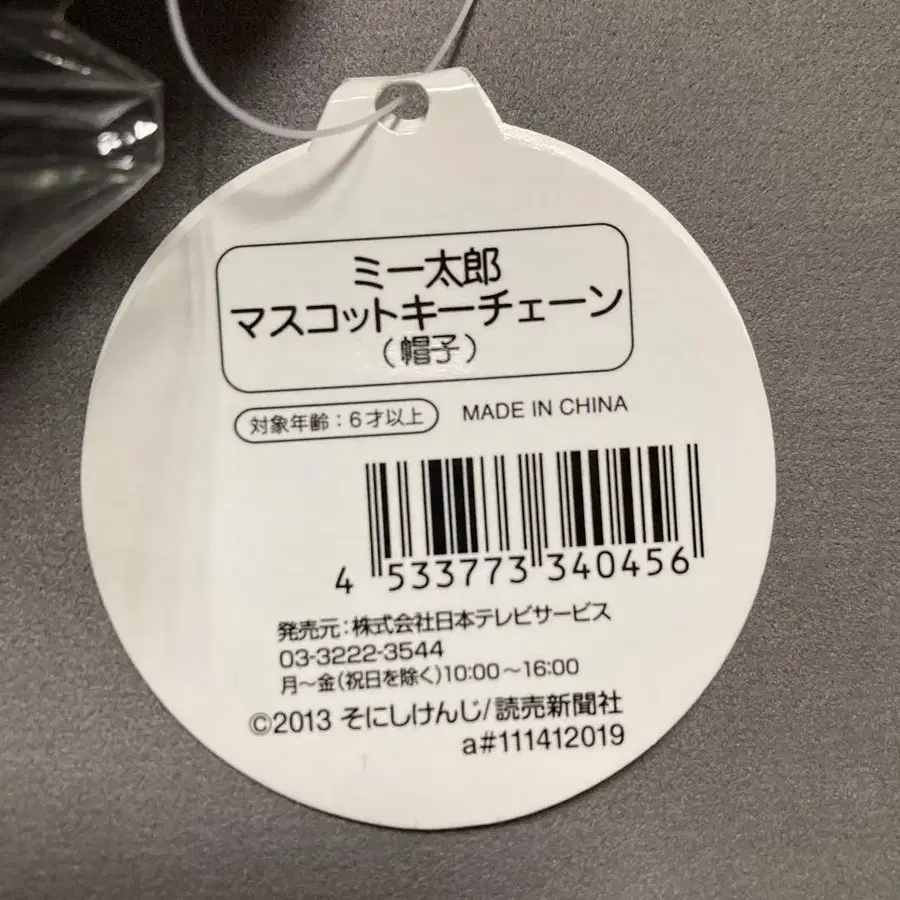 ミー太郎
マスコットキーチェーン
（帽子）
対象年齢：6才以上
MADE IN CHINA
4 533773 340456
発売元：株式会社日本テレビサービス
03-3222-3544
月～金（祝日を除く）10:00～16:00
©2013 そにしけんじ/読売新聞社
a#111412019